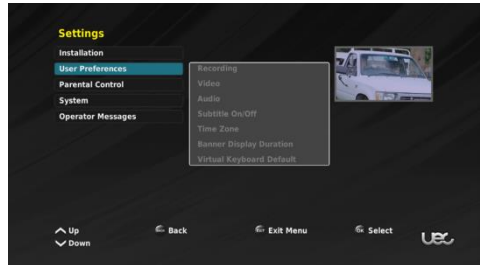 Settings
Installation
User Preferences
Parental Control
System
Operator Messages
Recording
Video
Audio
Subtitle On/Off
Time Zone
Banner Display Duration
Virtual Keyboard Default
Up
Down
Back
Exit Menu
Select
UEC